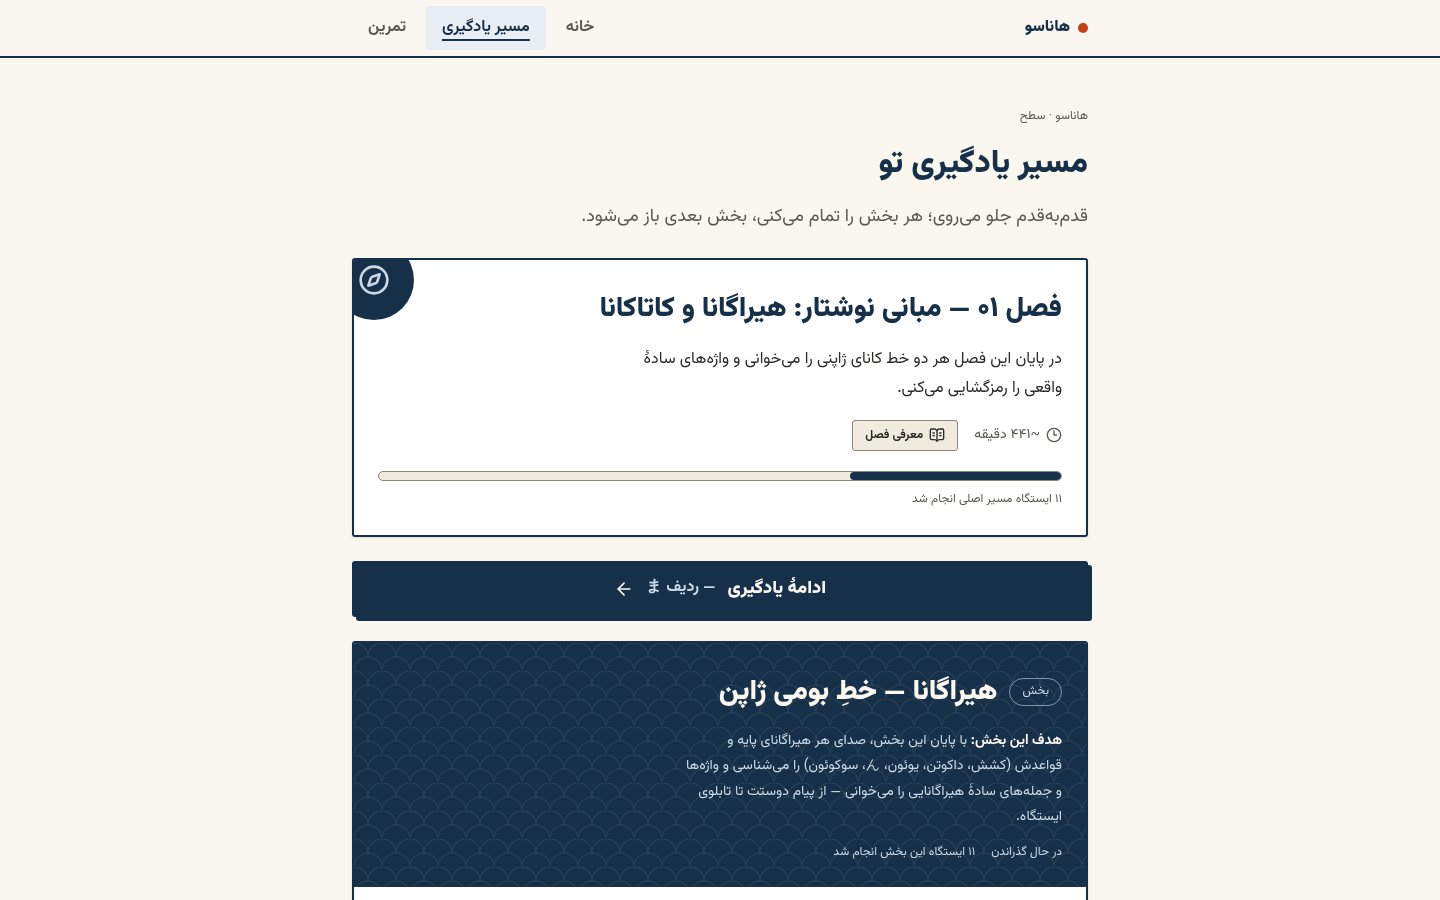 هاناسو
خانه
مسیر یادگیری
تمرین
هاناسو · سطح
مسیر یادگیری تو
قدم‌به‌قدم جلو می‌روی؛ هر بخش را تمام می‌کنی، بخش بعدی باز می‌شود.
فصل ۰۱ — مبانی نوشتار: هیراگانا و کاتاکانا
در پایان این فصل هر دو خط کانای ژاپنی را می‌خوانی و واژه‌های سادهٔ
واقعی را رمزگشایی می‌کنی.
~۴۴۱ دقیقه
معرفی فصل
۱۱ ایستگاه مسیر اصلی انجام شد
ادامهٔ یادگیری — ردیف ま
بخش
هیراگانا — خطِ بومی ژاپن
هدف این بخش: با پایان این بخش، صدای هر هیراگانای پایه و
قواعدش (کشش، داکوتن، یوئون، ん، سوکوئون) را می‌شناسی و واژه‌ها
و جمله‌های سادهٔ هیراگانایی را می‌خوانی — از پیام دوستت تا تابلوی
ایستگاه.
در حال گذراندن
۱۱ ایستگاه این بخش انجام شد